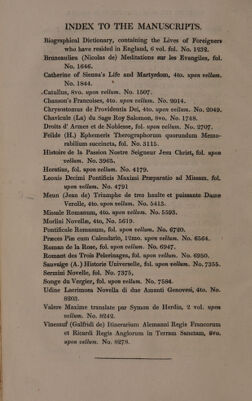 INDEX TO THE MANUSCRIPTS.
Biographical Dictionary, containing the Lives of Foreigners
who have resided in England, 6 vol. fol. No. 1232.
Bruneaulieu (Nicolas de) Meditations sur les Evangiles, fol.
No. 1646.
Catherine of Sienna's Life and Martyrdom, 4to. upon vellum.
No. 1844.
Catullus, 8vo. upon vellum. No. 1507.
Chanson's Francoises, 4to. upon vellum. No. 2014.
Chrysostomus de Providentia Dei, 4to. upon vellum. No. 2049.
Chavicule (La) du Sage Roy Salomon, 8vo. No. 1748.
Droits d' Armes et de Noblesse, fol. upon vellum. No. 2707.
Feilde (H.) Ephemeris Therographorum quorundum Memo-
rabilium succincta, fol. No. 3115.
Histoire de la Passion Nostre Seigneur Jesu Christ, fol. upon
vellum. No. 3965.
Horatius, fol. upon vellum. No. 4179.
Leonis Decimi Pontificis Maximi Præparatio ad Missam. fol.
upon vellum. No. 4791
Meun (Jean de) Triumphe de tres haulte et puissante Dame
Verolle, 4to. upon vellum. No. 5415.
Missale Romanum, 4to. upon vellum. No. 5593.
Morlini Novelle, 4to, No. 5619.
Pontificale Romanum, fol. upon vellum. No. 6720.
Præces Piæ cum Calendario, 12mo. upon vellum. No. 6564.
Roman de la Rose, fol. upon vellum. No. 6947.
Romant des Trois Pelerinages, fol. upon vellum. No. 6950.
Sauvaige (A.) Historie Universelle, fol. upon vellum. No. 7355.
Sermini Novelle, fol. No. 7375,
Songe du Vergier, fol. upon vellum. No. 7584.
Udine Lacrimosa Novella di due Amanti Genovesi, 4to. No.
8203.
Valere Maxime translate par Symon de Herdin, 2 vol. upon
vellum. No. 8242.
Vinesauf (Galfridi de) Itinerarium Alemanni Regis Francorum
et Ricardi Regis Anglorum in Terram Sanctam, 8vo.
upon vellum. No. 8278.